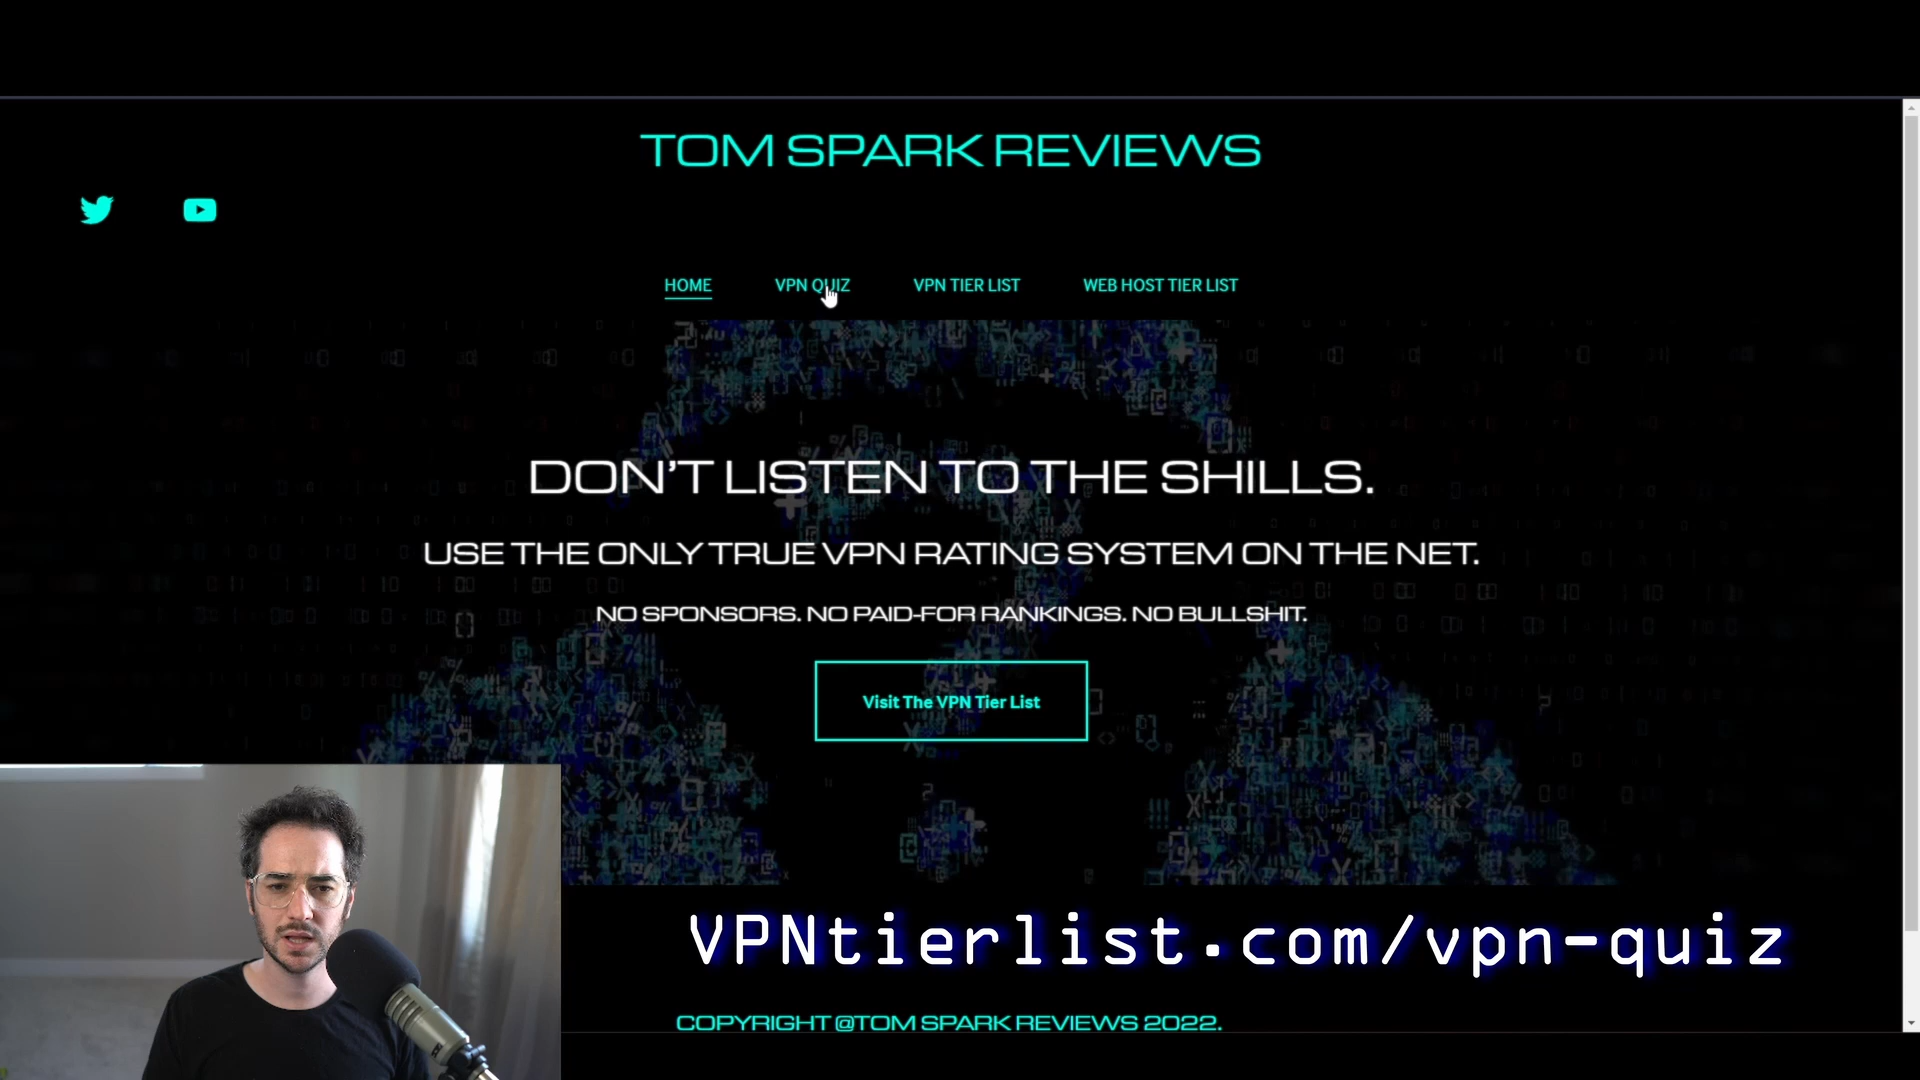 TOM SPARK REVIEWS
HOME VPN QUIZ VPN TIER LIST WEB HOST TIER LIST
DON'T LISTEN TO THE SHILLS.
USE THE ONLY TRUE VPN RATING SYSTEM ON THE NET.
NO SPONSORS. NO PAID-FOR RANKINGS. NO BULLSHIT.
Visit The VPN Tier List
VPNtierlist.com/vpn-quiz
COPYRIGHT @TOM SPARK REVIEWS 2022.